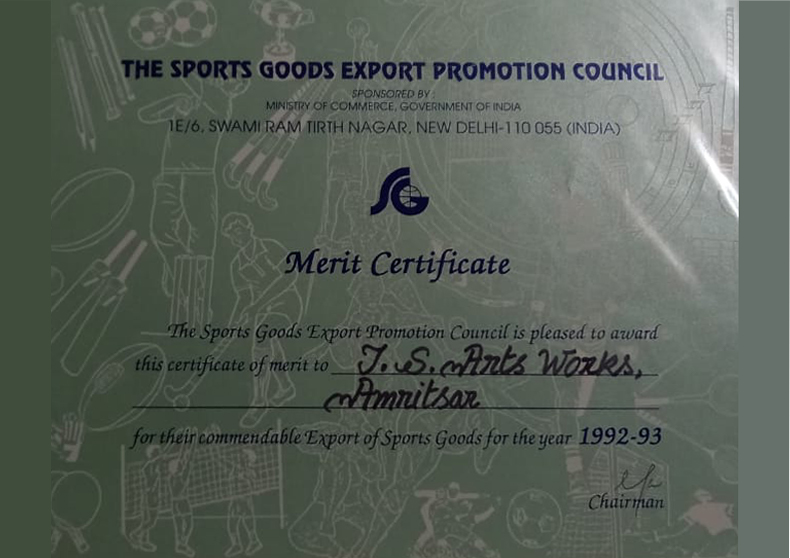 THE SPORTS GOODS EXPORT PROMOTION COUNCIL
SPONSORED BY :
MINISTRY OF COMMERCE, GOVERNMENT OF INDIA
1E/6, SWAMI RAM TIRTH NAGAR, NEW DELHI-110 055 (INDIA)
SG
Merit Certificate
The Sports Goods Export Promotion Council is pleased to award
this certificate of merit to J. S. Arts Works,
Amritsar
for their commendable Export of Sports Goods for the year 1992-93
Chairman